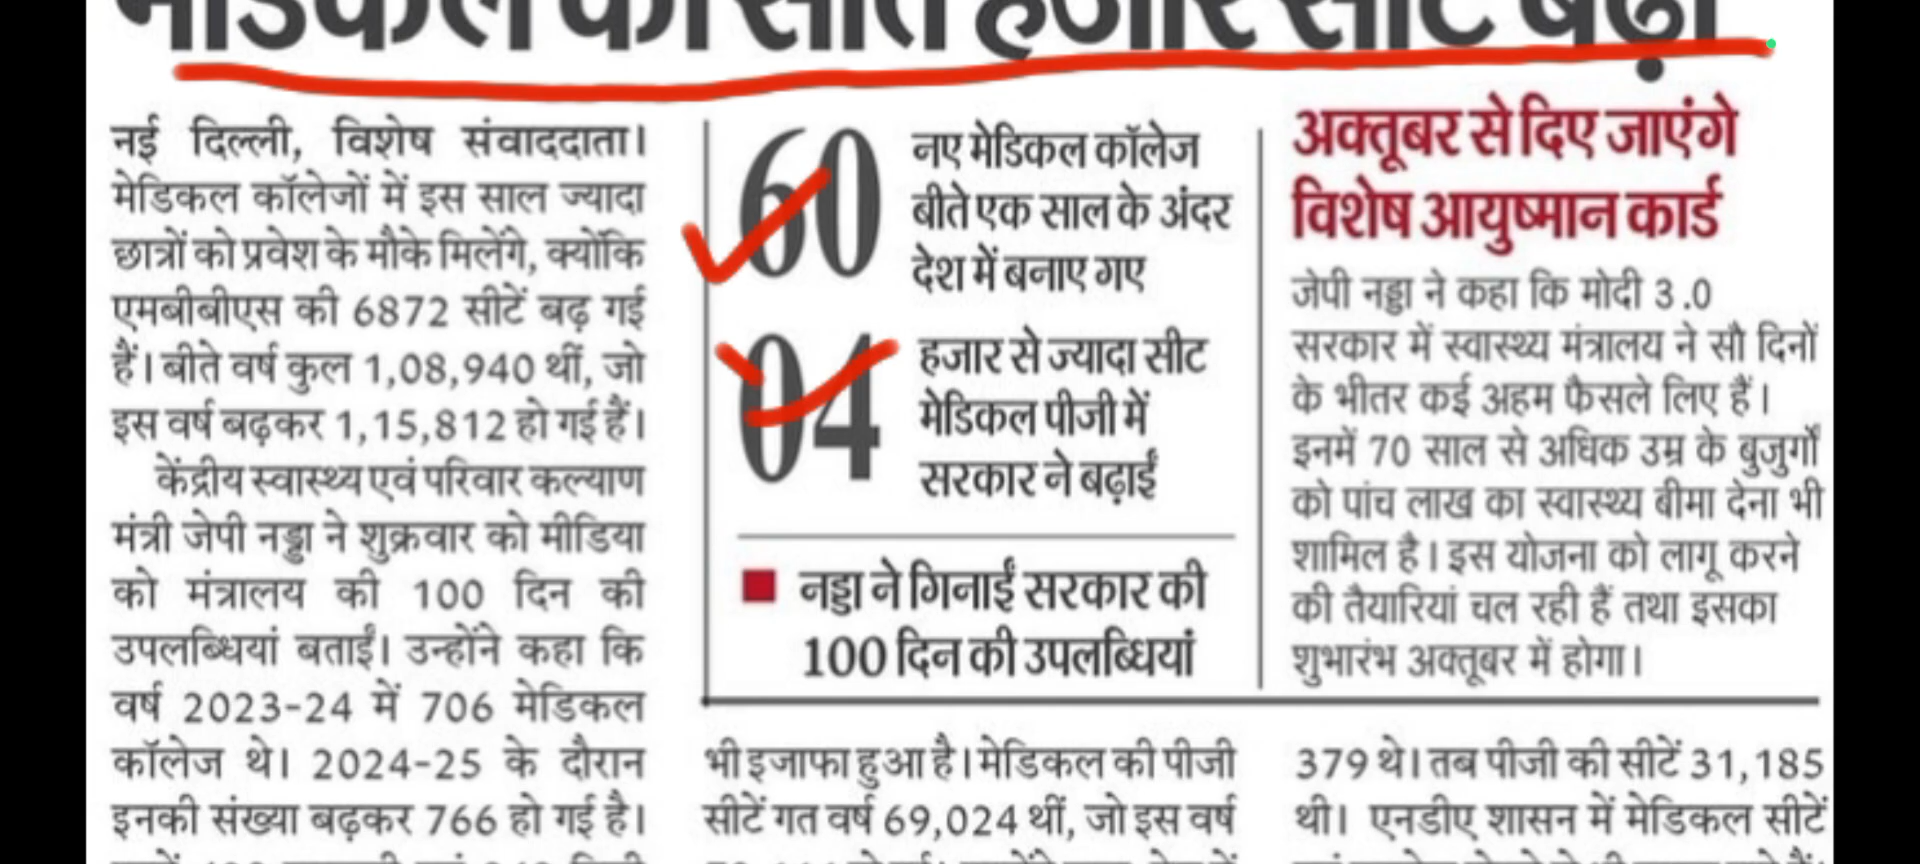 मेडिकल की सात हजार सीटें बढ़ीं
नई दिल्ली, विशेष संवाददाता।
मेडिकल कॉलेजों में इस साल ज्यादा
छात्रों को प्रवेश के मौके मिलेंगे, क्योंकि
एमबीबीएस की 6872 सीटें बढ़ गई
हैं। बीते वर्ष कुल 1,08,940 थीं, जो
इस वर्ष बढ़कर 1,15,812 हो गई हैं।
केंद्रीय स्वास्थ्य एवं परिवार कल्याण
मंत्री जेपी नड्डा ने शुक्रवार को मीडिया
को मंत्रालय की 100 दिन की
उपलब्धियां बताईं। उन्होंने कहा कि
वर्ष 2023-24 में 706 मेडिकल
कॉलेज थे। 2024-25 के दौरान
इनकी संख्या बढ़कर 766 हो गई है।
60
नए मेडिकल कॉलेज
बीते एक साल के अंदर
देश में बनाए गए
04
हजार से ज्यादा सीट
मेडिकल पीजी में
सरकार ने बढ़ाईं
नड्डा ने गिनाईं सरकार की
100 दिन की उपलब्धियां
अक्तूबर से दिए जाएंगे
विशेष आयुष्मान कार्ड
जेपी नड्डा ने कहा कि मोदी 3.0
सरकार में स्वास्थ्य मंत्रालय ने सौ दिनों
के भीतर कई अहम फैसले लिए हैं।
इनमें 70 साल से अधिक उम्र के बुजुर्गों
को पांच लाख का स्वास्थ्य बीमा देना भी
शामिल है। इस योजना को लागू करने
की तैयारियां चल रही हैं तथा इसका
शुभारंभ अक्तूबर में होगा।
भी इजाफा हुआ है। मेडिकल की पीजी
सीटें गत वर्ष 69,024 थीं, जो इस वर्ष
379 थे। तब पीजी की सीटें 31,185
थी। एनडीए शासन में मेडिकल सीटें